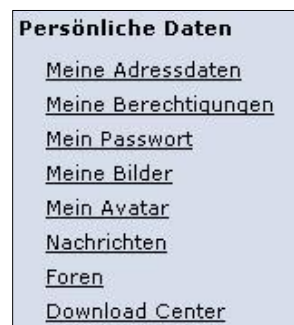 Persönliche Daten
Meine Adressdaten
Meine Berechtigungen
Mein Passwort
Meine Bilder
Mein Avatar
Nachrichten
Foren
Download Center